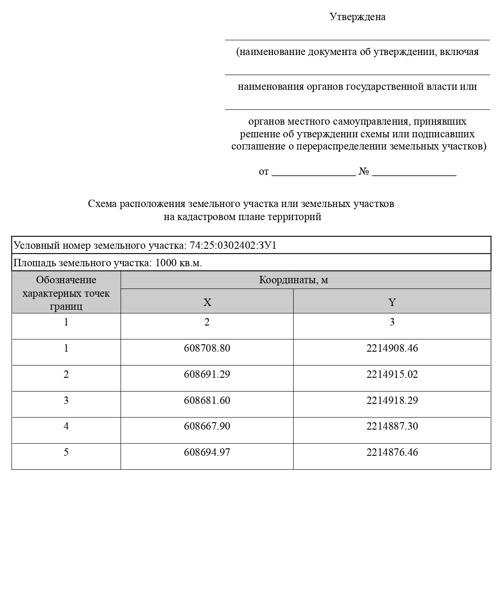 Утверждена
(наименование документа об утверждении, включая
наименования органов государственной власти или
органов местного самоуправления, принявших
решение об утверждении схемы или подписавших
соглашение о перераспределении земельных участков)
от ________________ № ________________
Схема расположения земельного участка или земельных участков
на кадастровом плане территорий
Условный номер земельного участка: 74:25:0302402:ЗУ1
Площадь земельного участка: 1000 кв.м.
Обозначение характерных точек границ
Координаты, м
X Y
1 2 3
1 608708.80 2214908.46
2 608691.29 2214915.02
3 608681.60 2214918.29
4 608667.90 2214887.30
5 608694.97 2214876.46